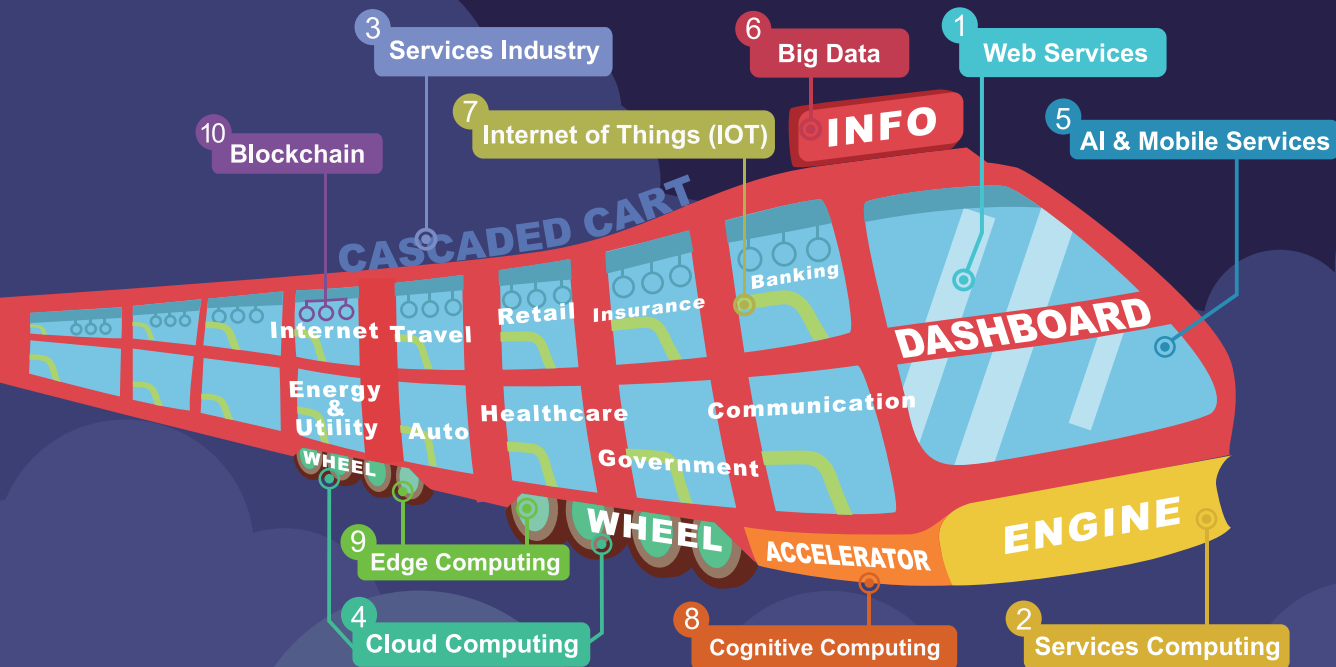 3
Services Industry
6
Big Data
1
Web Services
7
Internet of Things (IOT)
5
AI & Mobile Services
10
Blockchain
INFO
CASCADED CART
Internet
Travel
Retail
Insurance
Banking
DASHBOARD
Energy
&
Utility
Auto
Healthcare
Government
Communication
WHEEL
WHEEL
ACCELERATOR
ENGINE
9
Edge Computing
4
Cloud Computing
8
Cognitive Computing
2
Services Computing